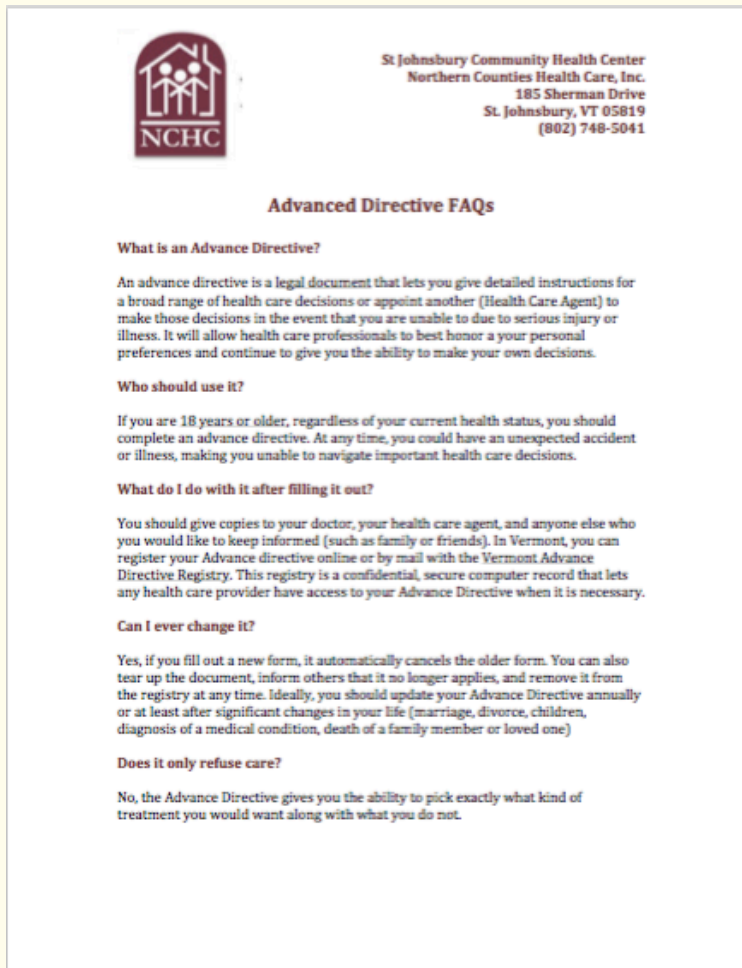 NCHC
St Johnsbury Community Health Center
Northern Counties Health Care, Inc.
185 Sherman Drive
St. Johnsbury, VT 05819
(802) 748-5041
Advanced Directive FAQs
What is an Advance Directive?
An advance directive is a legal document that lets you give detailed instructions for
a broad range of health care decisions or appoint another (Health Care Agent) to
make those decisions in the event that you are unable to due to serious injury or
illness. It will allow health care professionals to best honor a your personal
preferences and continue to give you the ability to make your own decisions.
Who should use it?
If you are 18 years or older, regardless of your current health status, you should
complete an advance directive. At any time, you could have an unexpected accident
or illness, making you unable to navigate important health care decisions.
What do I do with it after filling it out?
You should give copies to your doctor, your health care agent, and anyone else who
you would like to keep informed (such as family or friends). In Vermont, you can
register your Advance directive online or by mail with the Vermont Advance
Directive Registry. This registry is a confidential, secure computer record that lets
any health care provider have access to your Advance Directive when it is necessary.
Can I ever change it?
Yes, if you fill out a new form, it automatically cancels the older form. You can also
tear up the document, inform others that it no longer applies, and remove it from
the registry at any time. Ideally, you should update your Advance Directive annually
or at least after significant changes in your life (marriage, divorce, children,
diagnosis of a medical condition, death of a family member or loved one)
Does it only refuse care?
No, the Advance Directive gives you the ability to pick exactly what kind of
treatment you would want along with what you do not.